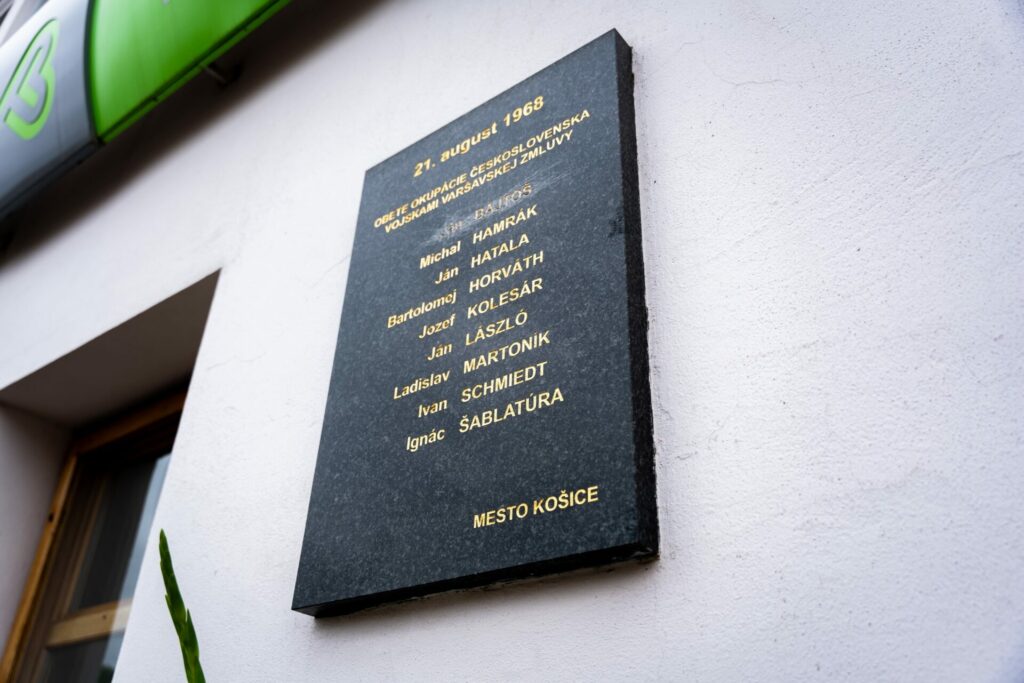 21. august 1968
OBETE OKUPÁCIE ČESKOSLOVENSKA
VOJSKAMI VARŠAVSKEJ ZMLUVY
BAJTOŠ
Michal HAMRÁK
Ján HATALA
Bartolomej HORVÁTH
Jozef KOLESÁR
Ján LÁSZLÓ
Ladislav MARTONÍK
Ivan SCHMIEDT
Ignác ŠABLATÚRA
MESTO KOŠICE